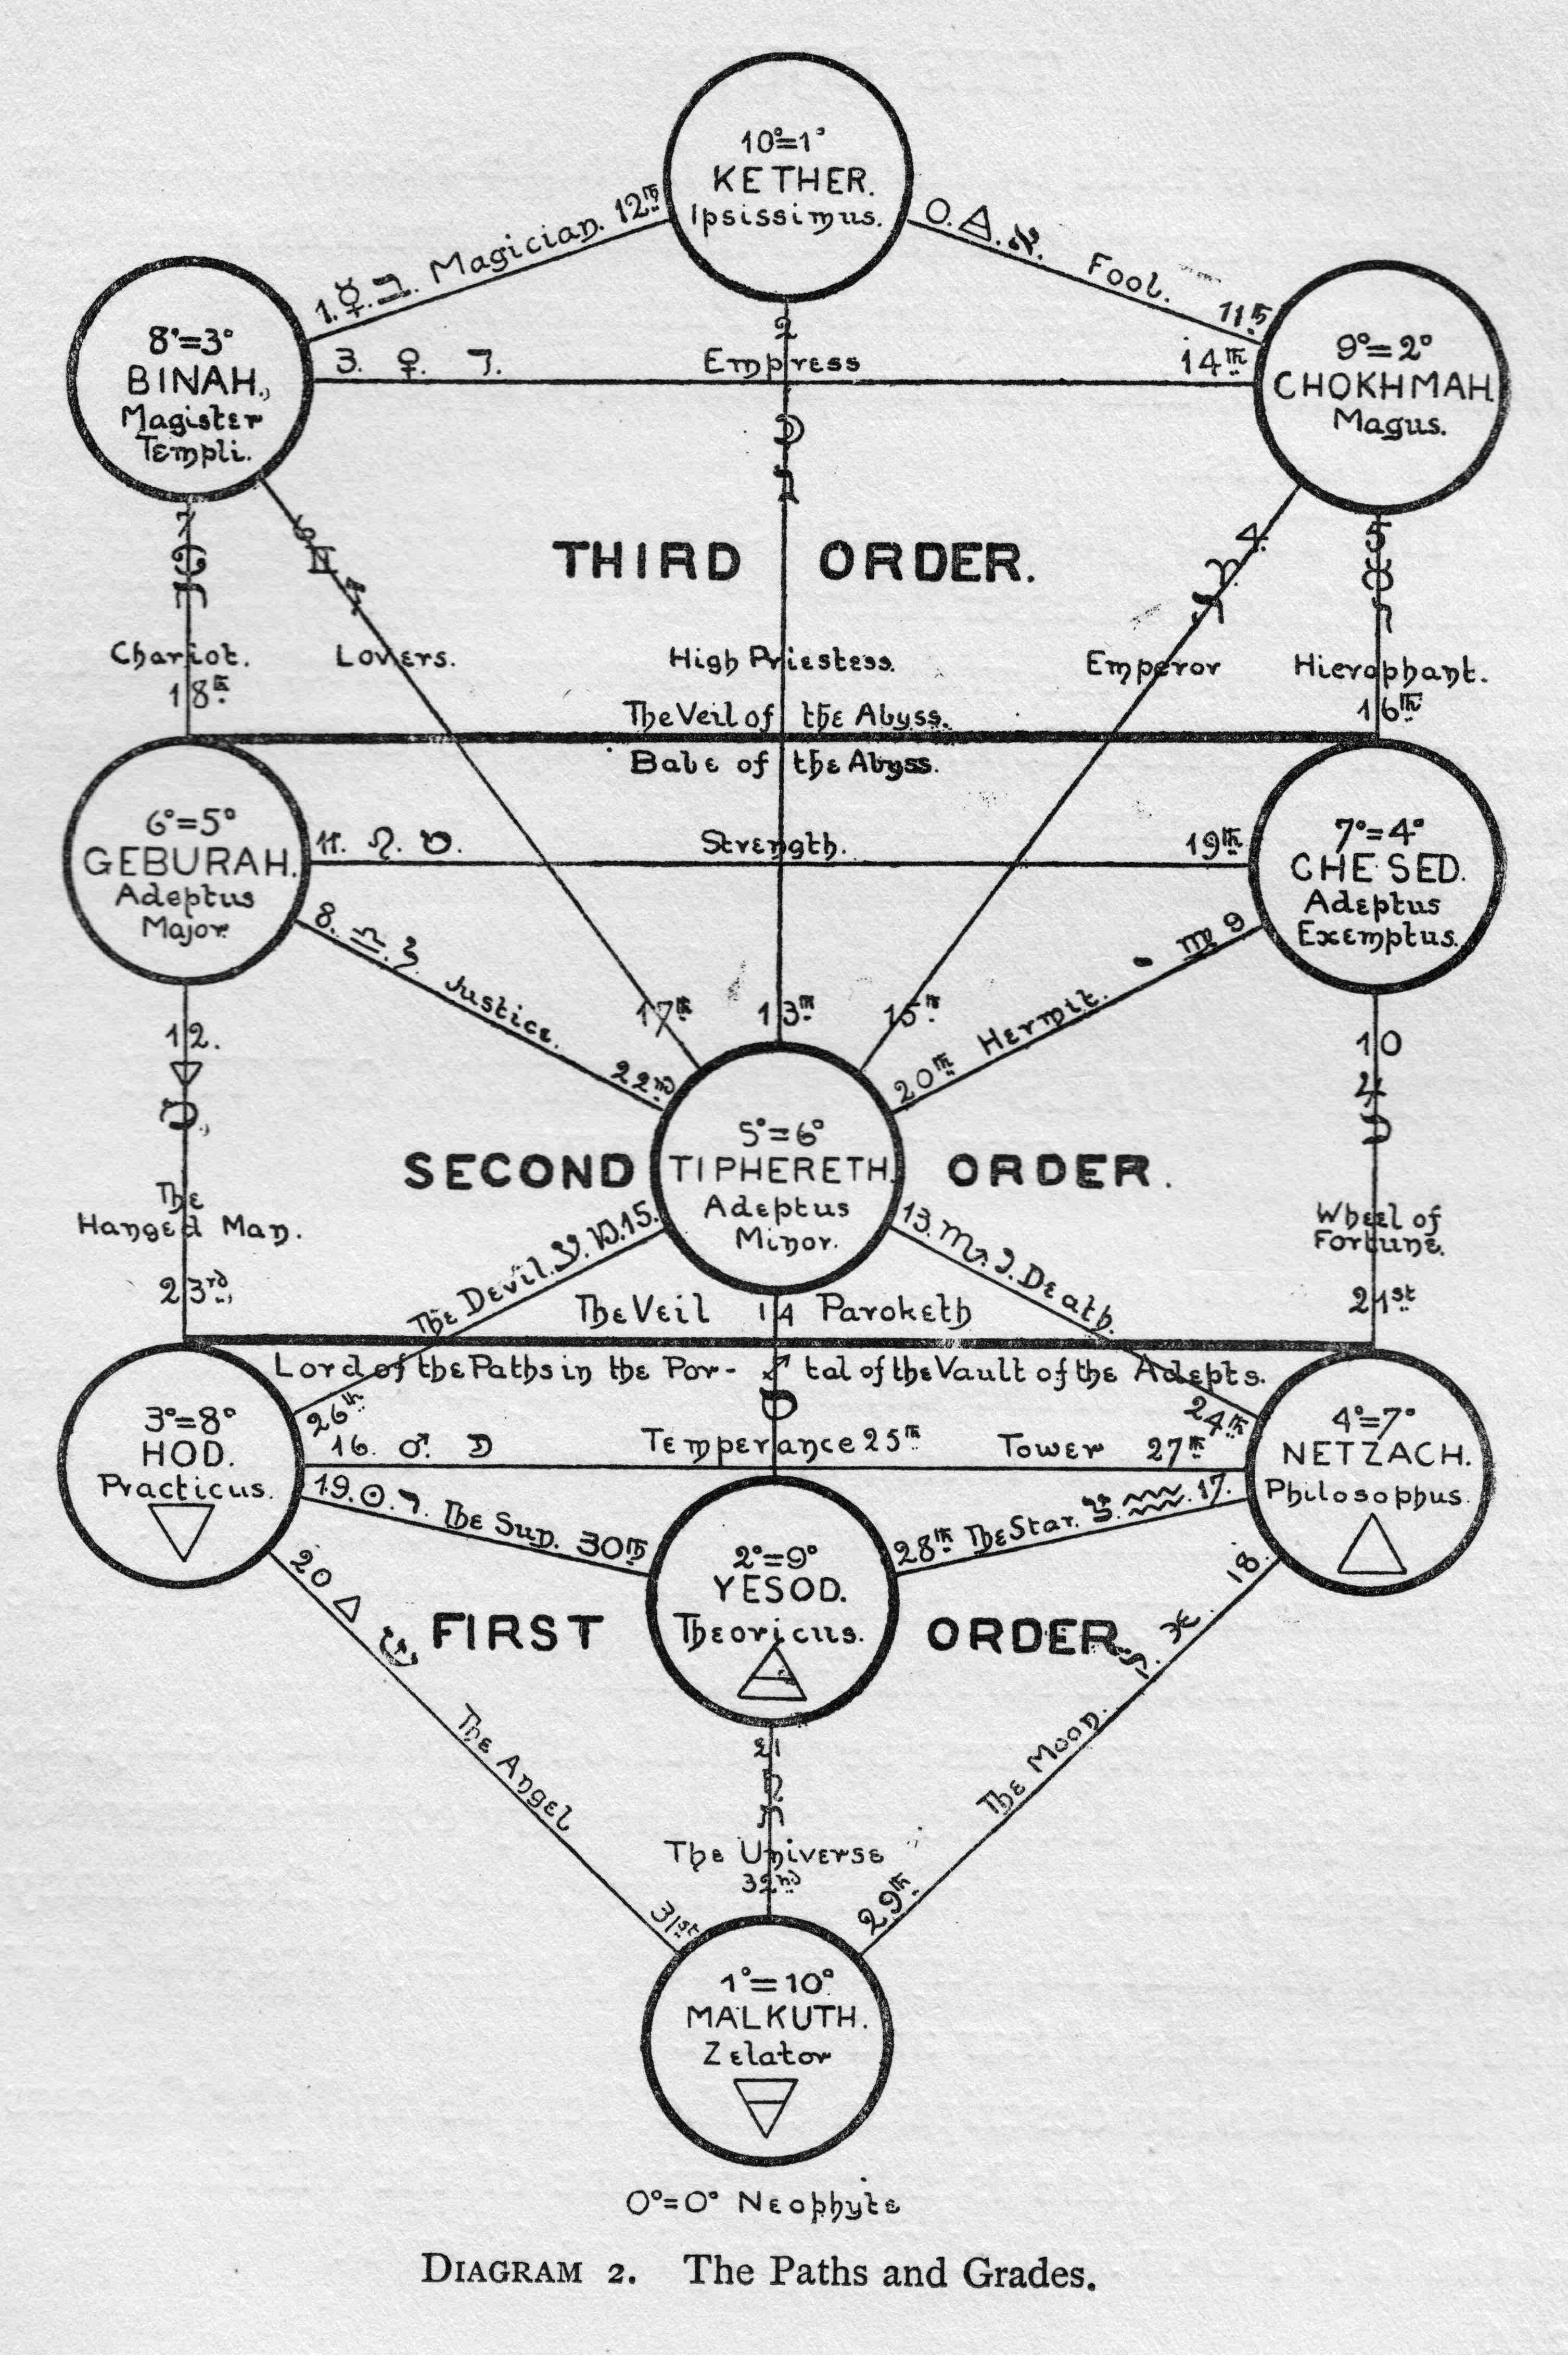 10°=1°
KETHER.
Ipsissimus.
1. ☿. ב. Magician. 12th
0. 🜁. א. Fool. 11th
8°=3°
BINAH.
Magister
Templi.
9°=2°
CHOKHMAH
Magus.
3. ♀. ד. Empress 14th
2
☽
ג
High Priestess.
13th
7
♋
ח
Chariot.
18th
6
♊
ז
Lovers.
17th
4.
♈.
ה
Emperor
15th
5
♉
ו
Hierophant.
16th
THIRD ORDER.
The Veil of the Abyss.
Babe of the Abyss.
6°=5°
GEBURAH.
Adeptus
Major.
7°=4°
CHESED.
Adeptus
Exemptus.
11. ♌. ט. Strength. 19th
8. ♎. ל Justice. 22nd
20th Hermit. י ♍ 9
12.
🜄
מ
The
Hanged Man.
23rd
10
♃
כ
Wheel of
Fortune.
21st
5°=6°
TIPHERETH.
Adeptus
Minor.
SECOND ORDER.
The Devil. ♑. ע. 15.
26th
13. ♏. נ. Death.
24th
The Veil Paroketh
14
♐
ס
Temperance 25th
Lord of the Paths in the Por-tal of the Vault of the Adepts.
3°=8°
HOD.
Practicus.
4°=7°
NETZACH.
Philosophus.
16. ♂. פ Tower 27th
19. ☉. ר. The Sun. 30th
28th The Star. צ. ♒. 17.
2°=9°
YESOD.
Theoricus.
FIRST ORDER
20 🜂 ש
The Angel
31st
18.
♓.
ק.
The Moon.
29th
21
♄
ת
The Universe
32nd
1°=10°
MALKUTH.
Zelator
0°=0° Neophyte
DIAGRAM 2. The Paths and Grades.